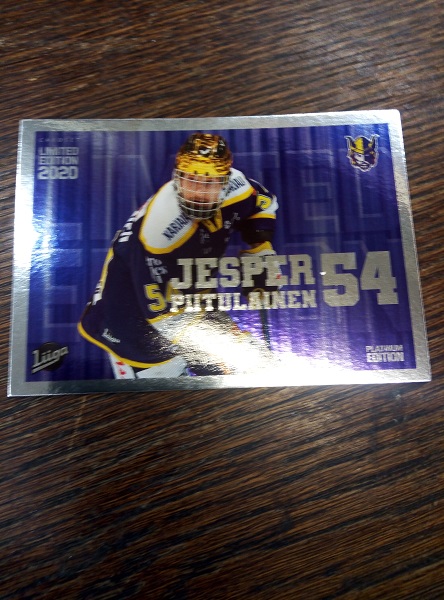 LIMITED
EDITION
2020
JESPER
PUTULAINEN
54
Liiga
PLATINUM
EDITION